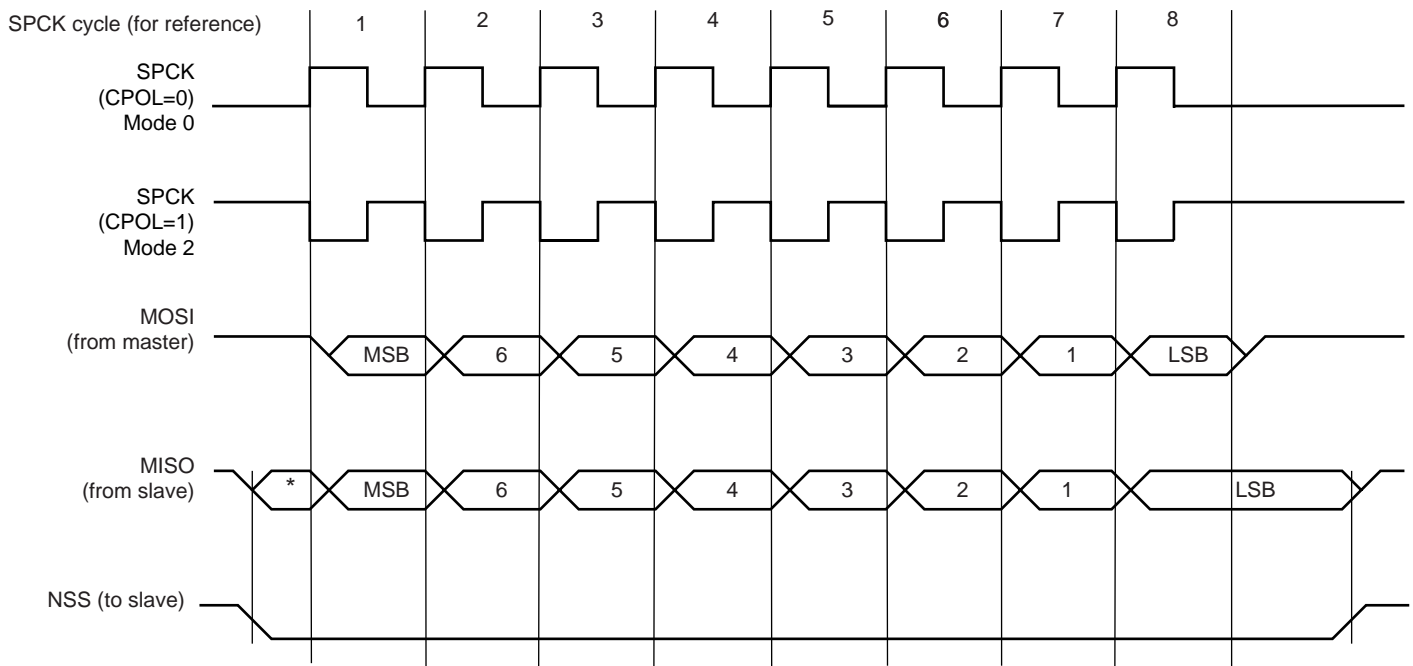 SPCK cycle (for reference) 1 2 3 4 5 6 7 8
SPCK
(CPOL=0)
Mode 0
SPCK
(CPOL=1)
Mode 2
MOSI
(from master)
MSB 6 5 4 3 2 1 LSB
MISO
(from slave)
* MSB 6 5 4 3 2 1 LSB
NSS (to slave)